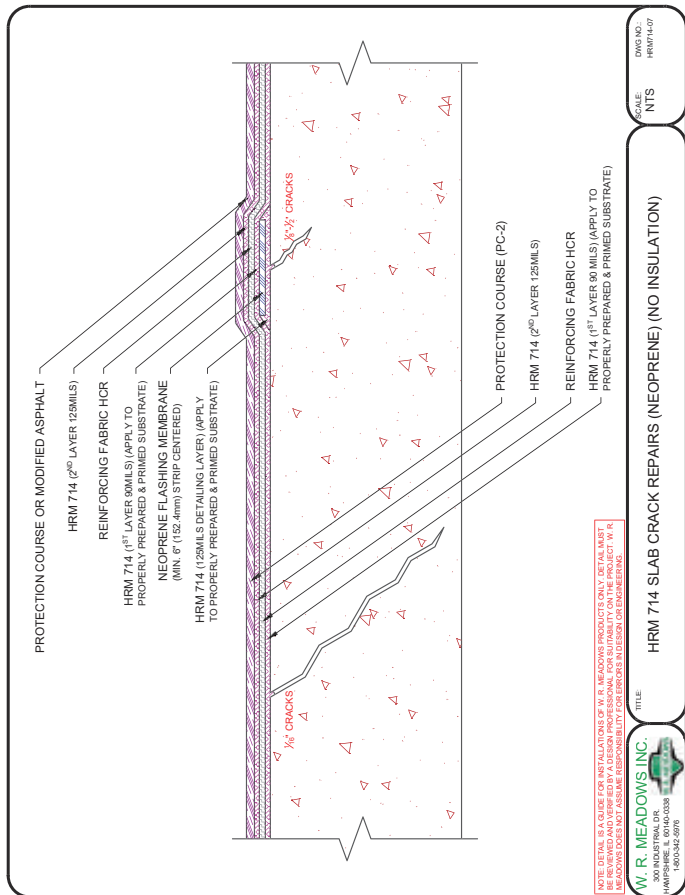 PROTECTION COURSE OR MODIFIED ASPHALT
HRM 714 (2ND LAYER 125MILS)
REINFORCING FABRIC HCR
HRM 714 (1ST LAYER 90MILS) (APPLY TO
PROPERLY PREPARED & PRIMED SUBSTRATE)
NEOPRENE FLASHING MEMBRANE
(MIN. 6" (152.4mm) STRIP CENTERED)
HRM 714 (125MILS DETAILING LAYER) (APPLY
TO PROPERLY PREPARED & PRIMED SUBSTRATE)
1/16" CRACKS
1/8"-1/2" CRACKS
PROTECTION COURSE (PC-2)
HRM 714 (2ND LAYER 125MILS)
REINFORCING FABRIC HCR
HRM 714 (1ST LAYER 90 MILS) (APPLY TO
PROPERLY PREPARED & PRIMED SUBSTRATE)
NOTE: DETAIL IS A GUIDE FOR INSTALLATIONS OF W. R. MEADOWS PRODUCTS ONLY. DETAIL MUST
BE REVIEWED AND VERIFIED BY A DESIGN PROFESSIONAL FOR SUITABILITY ON THE PROJECT. W. R.
MEADOWS DOES NOT ASSUME RESPONSIBILITY FOR ERRORS IN DESIGN OR ENGINEERING.
W. R. MEADOWS INC.
300 INDUSTRIAL DR.
HAMPSHIRE, IL 60140-0338
1-800-342-5976
TITLE:
HRM 714 SLAB CRACK REPAIRS (NEOPRENE) (NO INSULATION)
SCALE:
NTS
DWG NO.:
HRM714-07